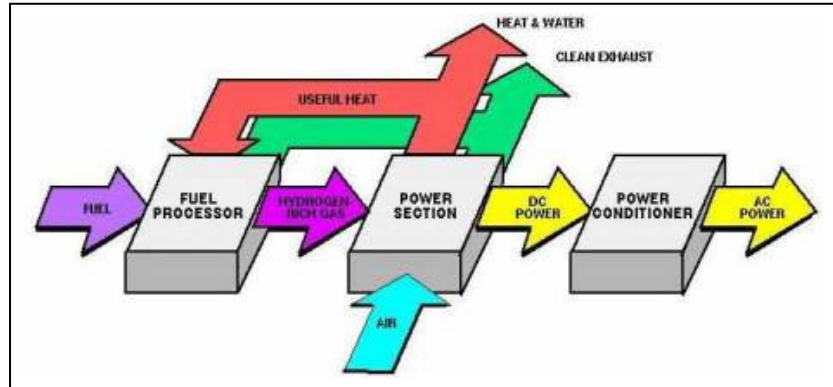 HEAT & WATER
CLEAN EXHAUST
USEFUL HEAT
FUEL
FUEL
PROCESSOR
HYDROGEN-
RICH GAS
POWER
SECTION
DC
POWER
POWER
CONDITIONER
AC
POWER
AIR